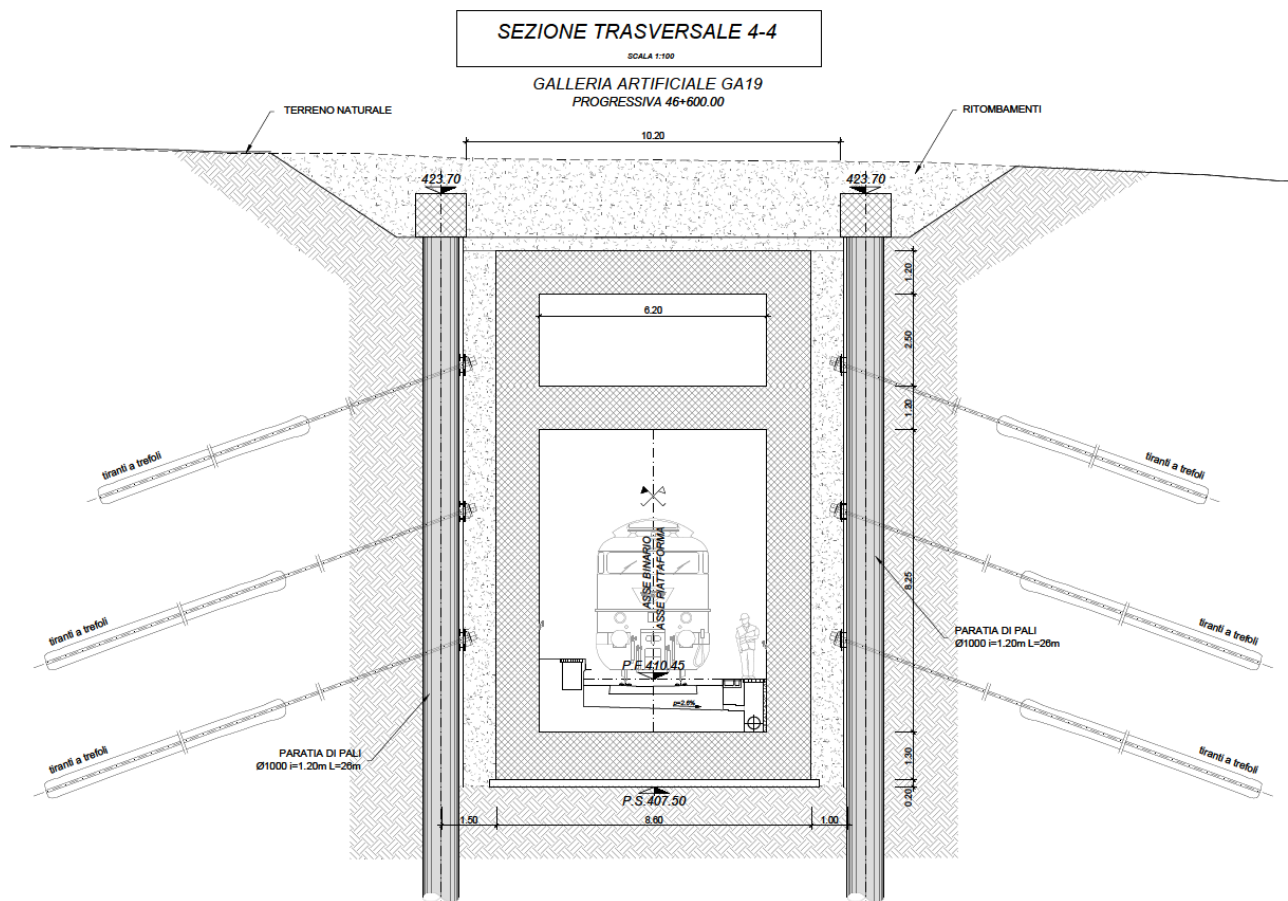 SEZIONE TRASVERSALE 4-4
SCALA 1:100
GALLERIA ARTIFICIALE GA19
PROGRESSIVA 46+600.00
TERRENO NATURALE
RITOMBAMENTI
10.20
423.70
423.70
1.20
6.20
2.50
1.20
tiranti a trefoli
tiranti a trefoli
ASSE BINARIO
ASSE PIATTAFORMA
8.25
tiranti a trefoli
tiranti a trefoli
PARATIA DI PALI
Ø1000 i=1.20m L=26m
P.F.410.45
p=2.6%
tiranti a trefoli
tiranti a trefoli
PARATIA DI PALI
Ø1000 i=1.20m L=26m
1.30
0.20
P.S.407.50
1.50
8.60
1.00